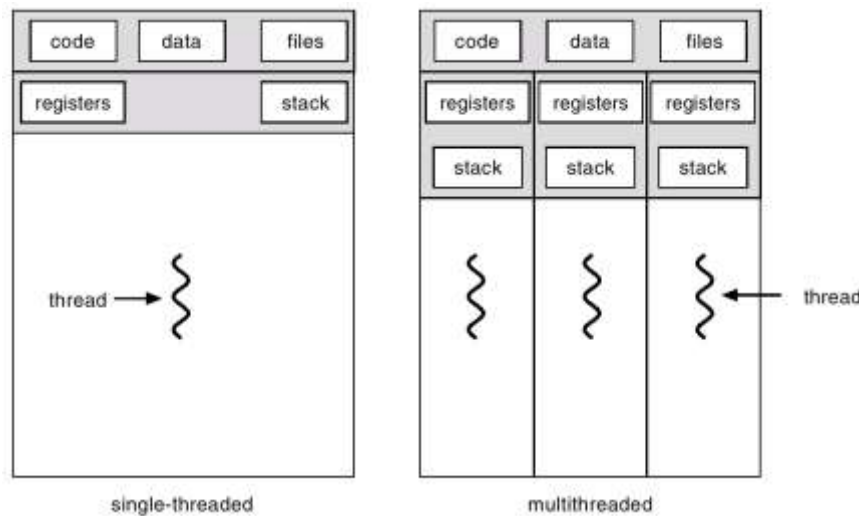 code data files
registers stack
thread
single-threaded
code data files
registers registers registers
stack stack stack
thread
multithreaded